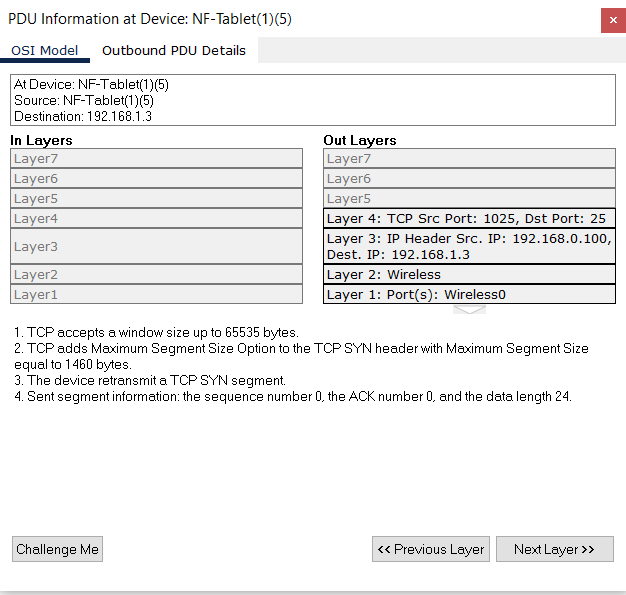 PDU Information at Device: NF-Tablet(1)(5)
OSI Model
Outbound PDU Details
At Device: NF-Tablet(1)(5)
Source: NF-Tablet(1)(5)
Destination: 192.168.1.3
In Layers
Layer7
Layer6
Layer5
Layer4
Layer3
Layer2
Layer1
Out Layers
Layer7
Layer6
Layer5
Layer 4: TCP Src Port: 1025, Dst Port: 25
Layer 3: IP Header Src. IP: 192.168.0.100,
Dest. IP: 192.168.1.3
Layer 2: Wireless
Layer 1: Port(s): Wireless0
1. TCP accepts a window size up to 65535 bytes.
2. TCP adds Maximum Segment Size Option to the TCP SYN header with Maximum Segment Size
equal to 1460 bytes.
3. The device retransmit a TCP SYN segment.
4. Sent segment information: the sequence number 0, the ACK number 0, and the data length 24.
Challenge Me
<< Previous Layer
Next Layer >>